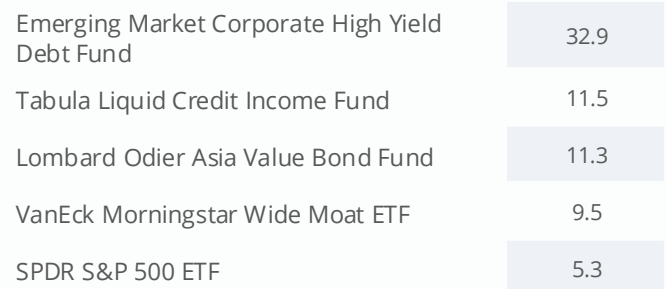 Emerging Market Corporate High Yield
Debt Fund
32.9
Tabula Liquid Credit Income Fund
11.5
Lombard Odier Asia Value Bond Fund
11.3
VanEck Morningstar Wide Moat ETF
9.5
SPDR S&P 500 ETF
5.3